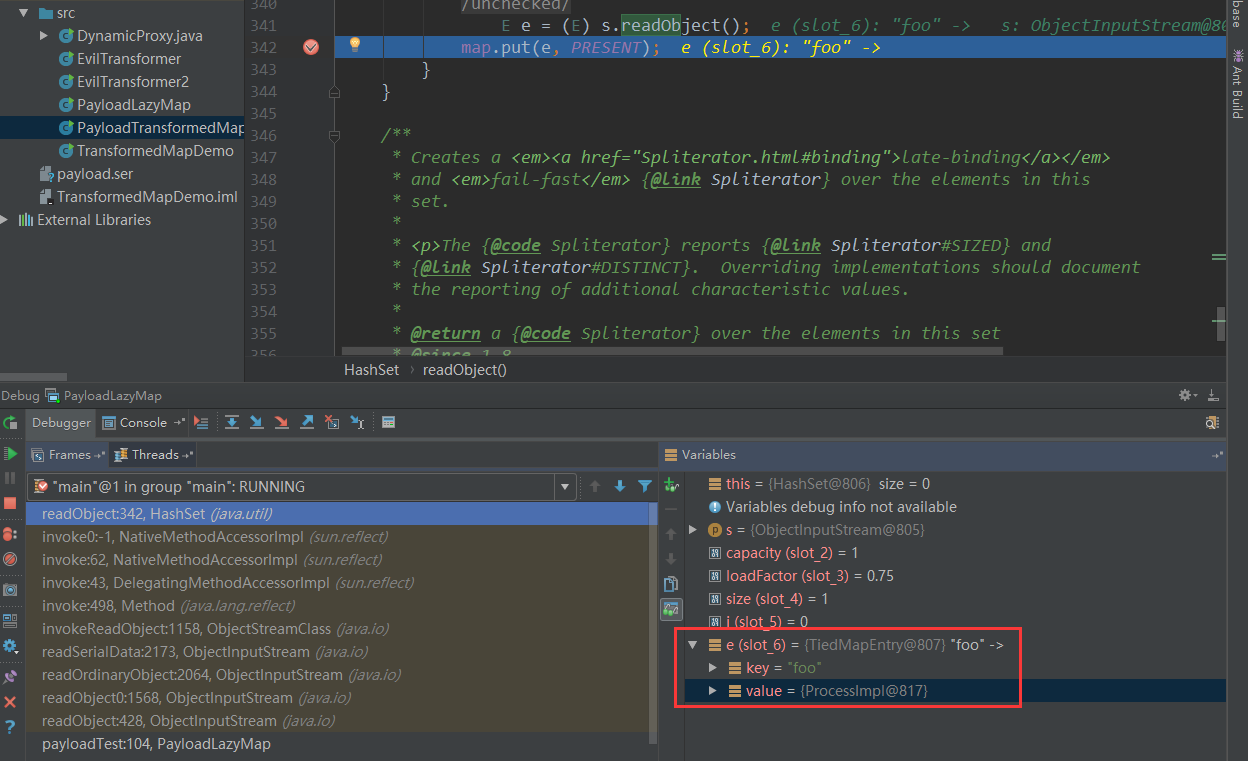 src
DynamicProxy.java
EvilTransformer
EvilTransformer2
PayloadLazyMap
PayloadTransformedMap
TransformedMapDemo
payload.ser
TransformedMapDemo.iml
External Libraries
340 /unchecked/
341 E e = (E) s.readObject(); e (slot_6): "foo" -> s: ObjectInputStream@80
342 map.put(e, PRESENT); e (slot_6): "foo" ->
343 }
344 }
345
346 /**
347 * Creates a <em><a href="Spliterator.html#binding">late-binding</a></em>
348 * and <em>fail-fast</em> {@link Spliterator} over the elements in this
349 * set.
350 *
351 * <p>The {@code Spliterator} reports {@link Spliterator#SIZED} and
352 * {@link Spliterator#DISTINCT}. Overriding implementations should document
353 * the reporting of additional characteristic values.
354 *
355 * @return a {@code Spliterator} over the elements in this set
356 * @since 1.8
HashSet › readObject()
base
Ant Build
Debug PayloadLazyMap
Debugger Console
Frames Threads
"main"@1 in group "main": RUNNING
readObject:342, HashSet (java.util)
invoke0:-1, NativeMethodAccessorImpl (sun.reflect)
invoke:62, NativeMethodAccessorImpl (sun.reflect)
invoke:43, DelegatingMethodAccessorImpl (sun.reflect)
invoke:498, Method (java.lang.reflect)
invokeReadObject:1158, ObjectStreamClass (java.io)
readSerialData:2173, ObjectInputStream (java.io)
readOrdinaryObject:2064, ObjectInputStream (java.io)
readObject0:1568, ObjectInputStream (java.io)
readObject:428, ObjectInputStream (java.io)
payloadTest:104, PayloadLazyMap
Variables
this = {HashSet@806} size = 0
Variables debug info not available
s = {ObjectInputStream@805}
capacity (slot_2) = 1
loadFactor (slot_3) = 0.75
size (slot_4) = 1
i (slot_5) = 0
e (slot_6) = {TiedMapEntry@807} "foo" ->
key = "foo"
value = {ProcessImpl@817}